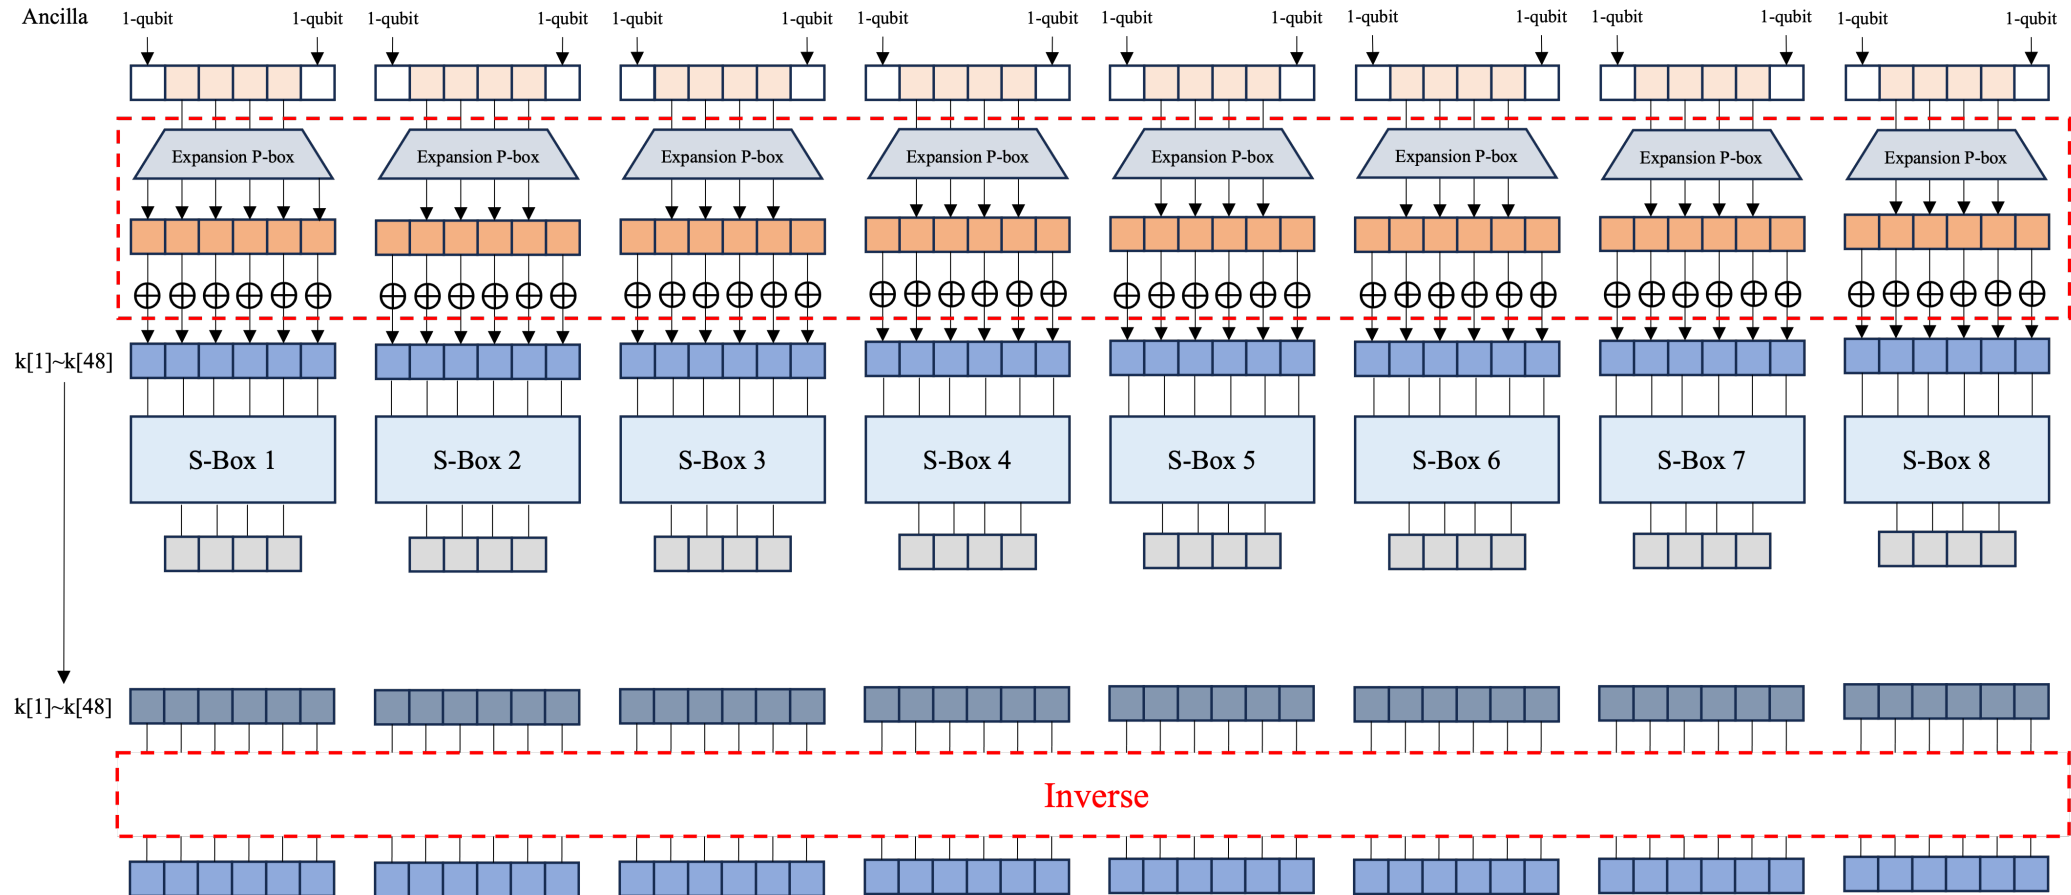 Ancilla 1-qubit 1-qubit 1-qubit 1-qubit 1-qubit 1-qubit 1-qubit 1-qubit 1-qubit 1-qubit 1-qubit 1-qubit 1-qubit 1-qubit 1-qubit 1-qubit
Expansion P-box Expansion P-box Expansion P-box Expansion P-box Expansion P-box Expansion P-box Expansion P-box Expansion P-box
k[1]~k[48]
S-Box 1 S-Box 2 S-Box 3 S-Box 4 S-Box 5 S-Box 6 S-Box 7 S-Box 8
k[1]~k[48]
Inverse